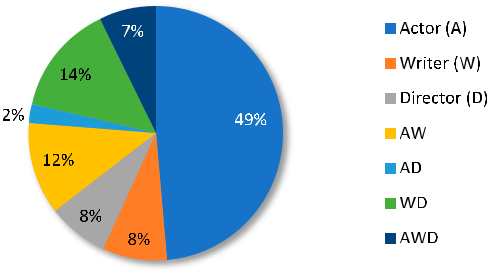 7%
14%
2%
49%
12%
8%
8%
Actor (A)
Writer (W)
Director (D)
AW
AD
WD
AWD